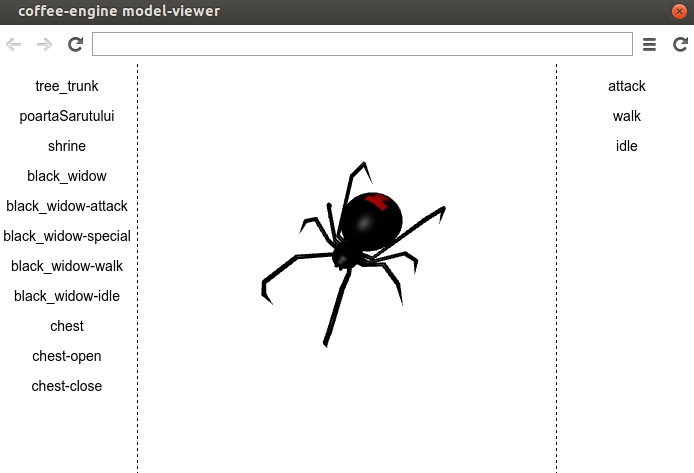 coffee-engine model-viewer
tree_trunk
poartaSarutului
shrine
black_widow
black_widow-attack
black_widow-special
black_widow-walk
black_widow-idle
chest
chest-open
chest-close
attack
walk
idle